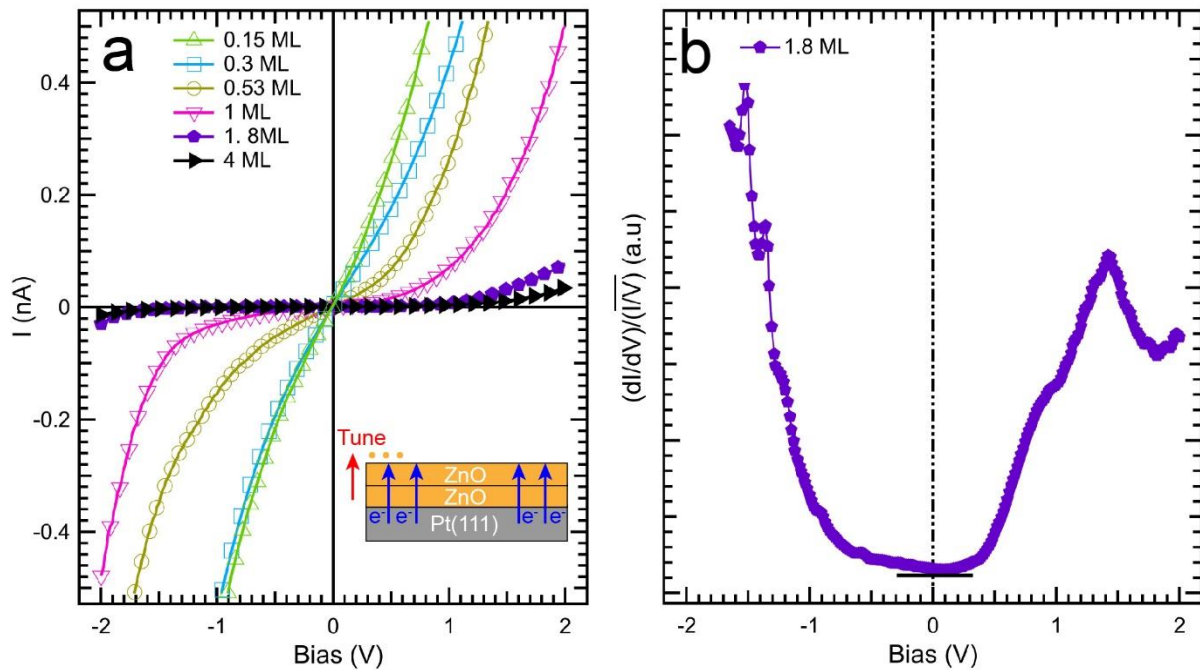 a
0.15 ML
0.3 ML
0.53 ML
1 ML
1. 8ML
4 ML
0.4
0.2
0
-0.2
-0.4
I (nA)
Tune
ZnO
ZnO
e⁻ e⁻ Pt(111) e⁻ e⁻
-2 -1 0 1 2
Bias (V)
b
1.8 ML
(dI/dV)/(I/V) (a.u)
-2 -1 0 1 2
Bias (V)